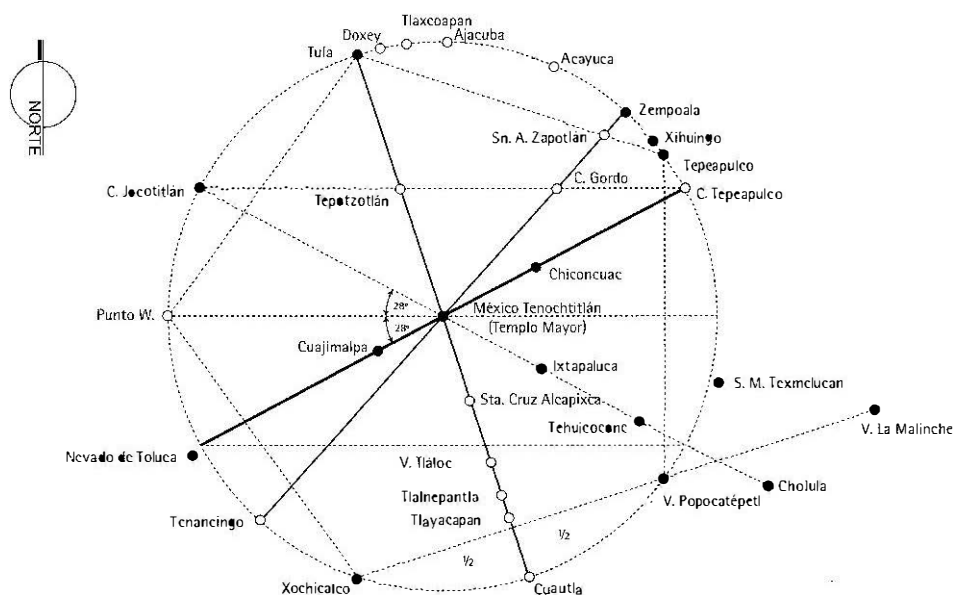 Tlaxcoapan
Doxey
Ajacuba
Tula
Acayuca
NORTE
Zempoala
Sn. A. Zapotlán
Xihuingo
Tepeapulco
C. Jocotitlán
C. Gordo
Tepotzotlán
C. Tepeapulco
Chiconcuac
28°
Punto W.
México Tenochtitlán
(Templo Mayor)
28°
Cuajimalpa
Ixtapaluca
S. M. Texmelucan
Sta. Cruz Alcapixca
Tehuicocone
V. La Malinche
Nevado de Toluca
V. Tláloc
Tlalnepantla
V. Popocatépetl
Cholula
Tenancingo
Tlayacapan
½
½
Xochicalco
Cuautla